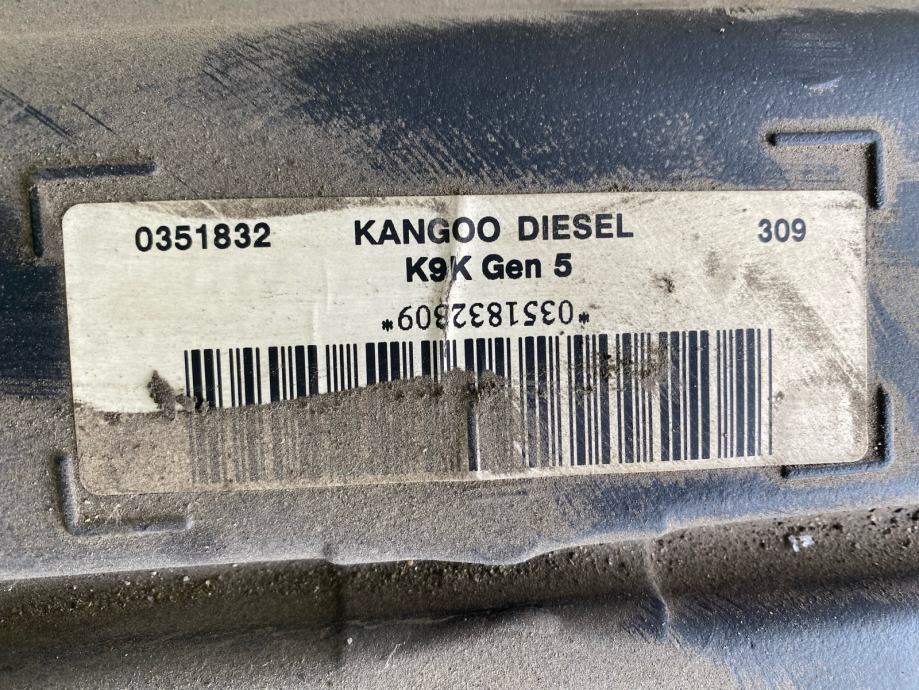 0351832 KANGOO DIESEL 309
K9K Gen 5
*0351832309*